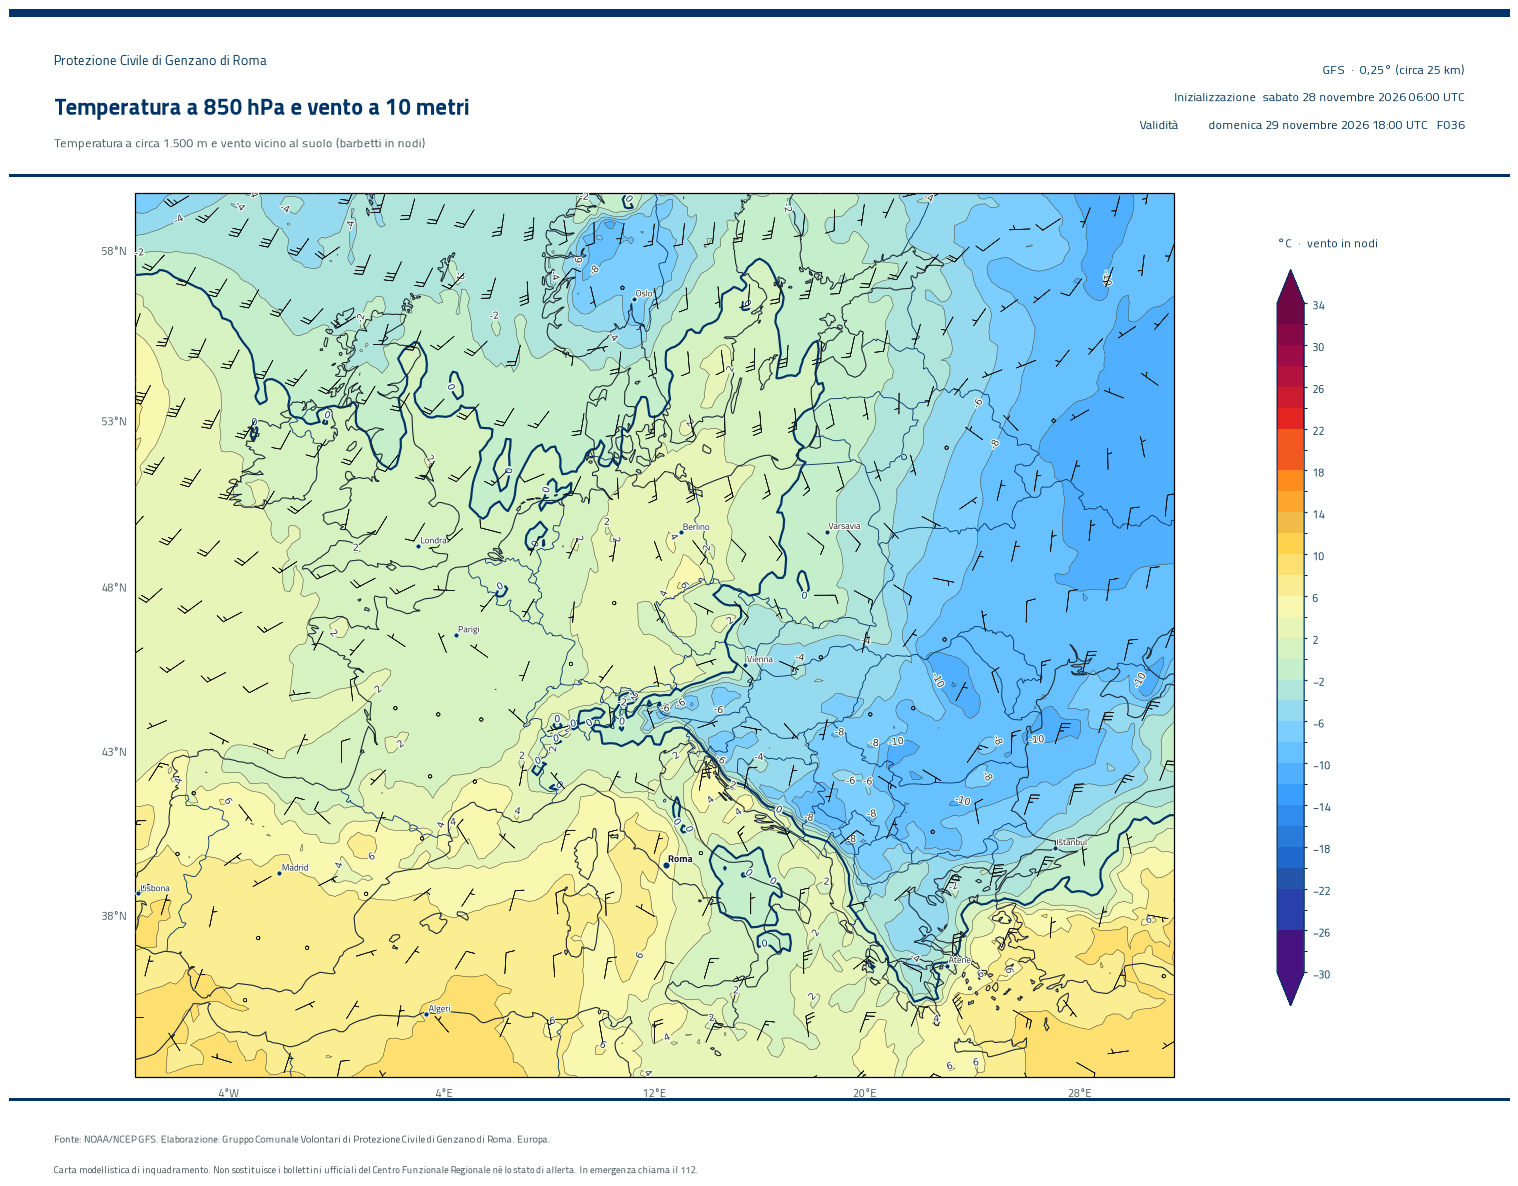 Protezione Civile di Genzano di Roma
Temperatura a 850 hPa e vento a 10 metri
Temperatura a circa 1.500 m e vento vicino al suolo (barbetti in nodi)
GFS · 0,25° (circa 25 km)
Inizializzazione sabato 28 novembre 2026 06:00 UTC
Validità domenica 29 novembre 2026 18:00 UTC F036
°C · vento in nodi
34
30
26
22
18
14
10
6
2
−2
−6
−10
−14
−18
−22
−26
−30
58°N
53°N
48°N
43°N
38°N
Oslo
Berlino
Varsavia
Londra
Parigi
Vienna
Roma
Istanbul
Madrid
Lisbona
Atene
Algeri
4°W
4°E
12°E
20°E
28°E
Fonte: NOAA/NCEP GFS. Elaborazione: Gruppo Comunale Volontari di Protezione Civile di Genzano di Roma. Europa.
Carta modellistica di inquadramento. Non sostituisce i bollettini ufficiali del Centro Funzionale Regionale né lo stato di allerta. In emergenza chiama il 112.